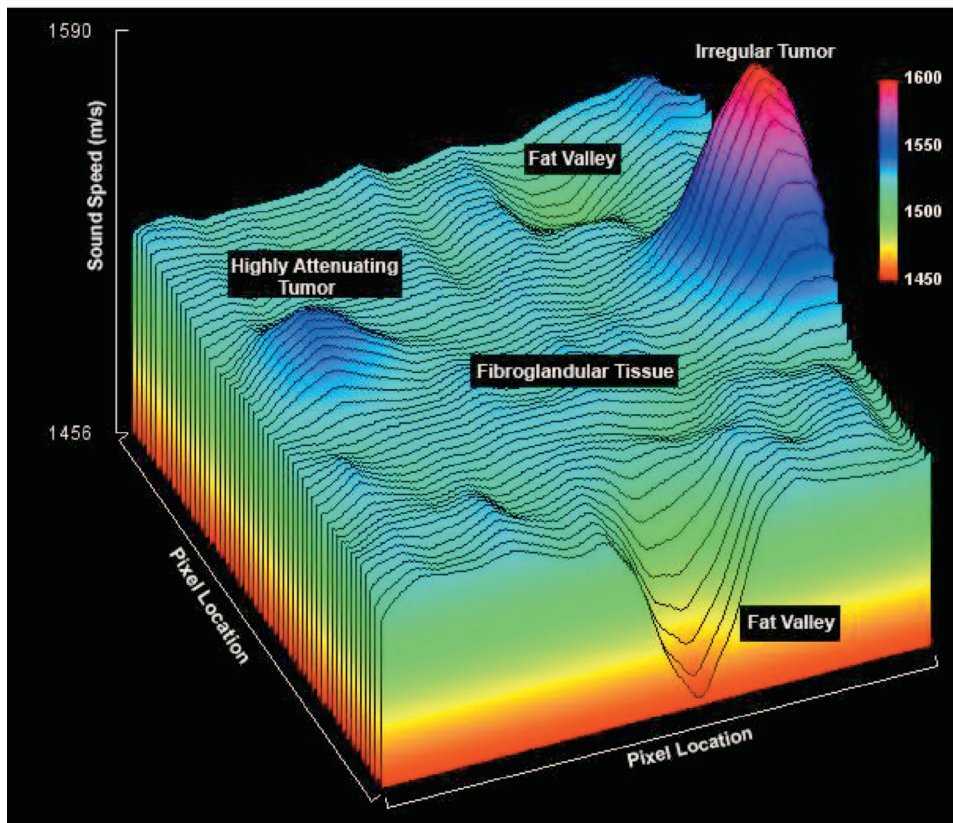 1590
Irregular Tumor
1600
Fat Valley
1550
Sound Speed (m/s)
1500
Highly Attenuating
Tumor
1450
Fibroglandular Tissue
1456
Pixel Location
Fat Valley
Pixel Location